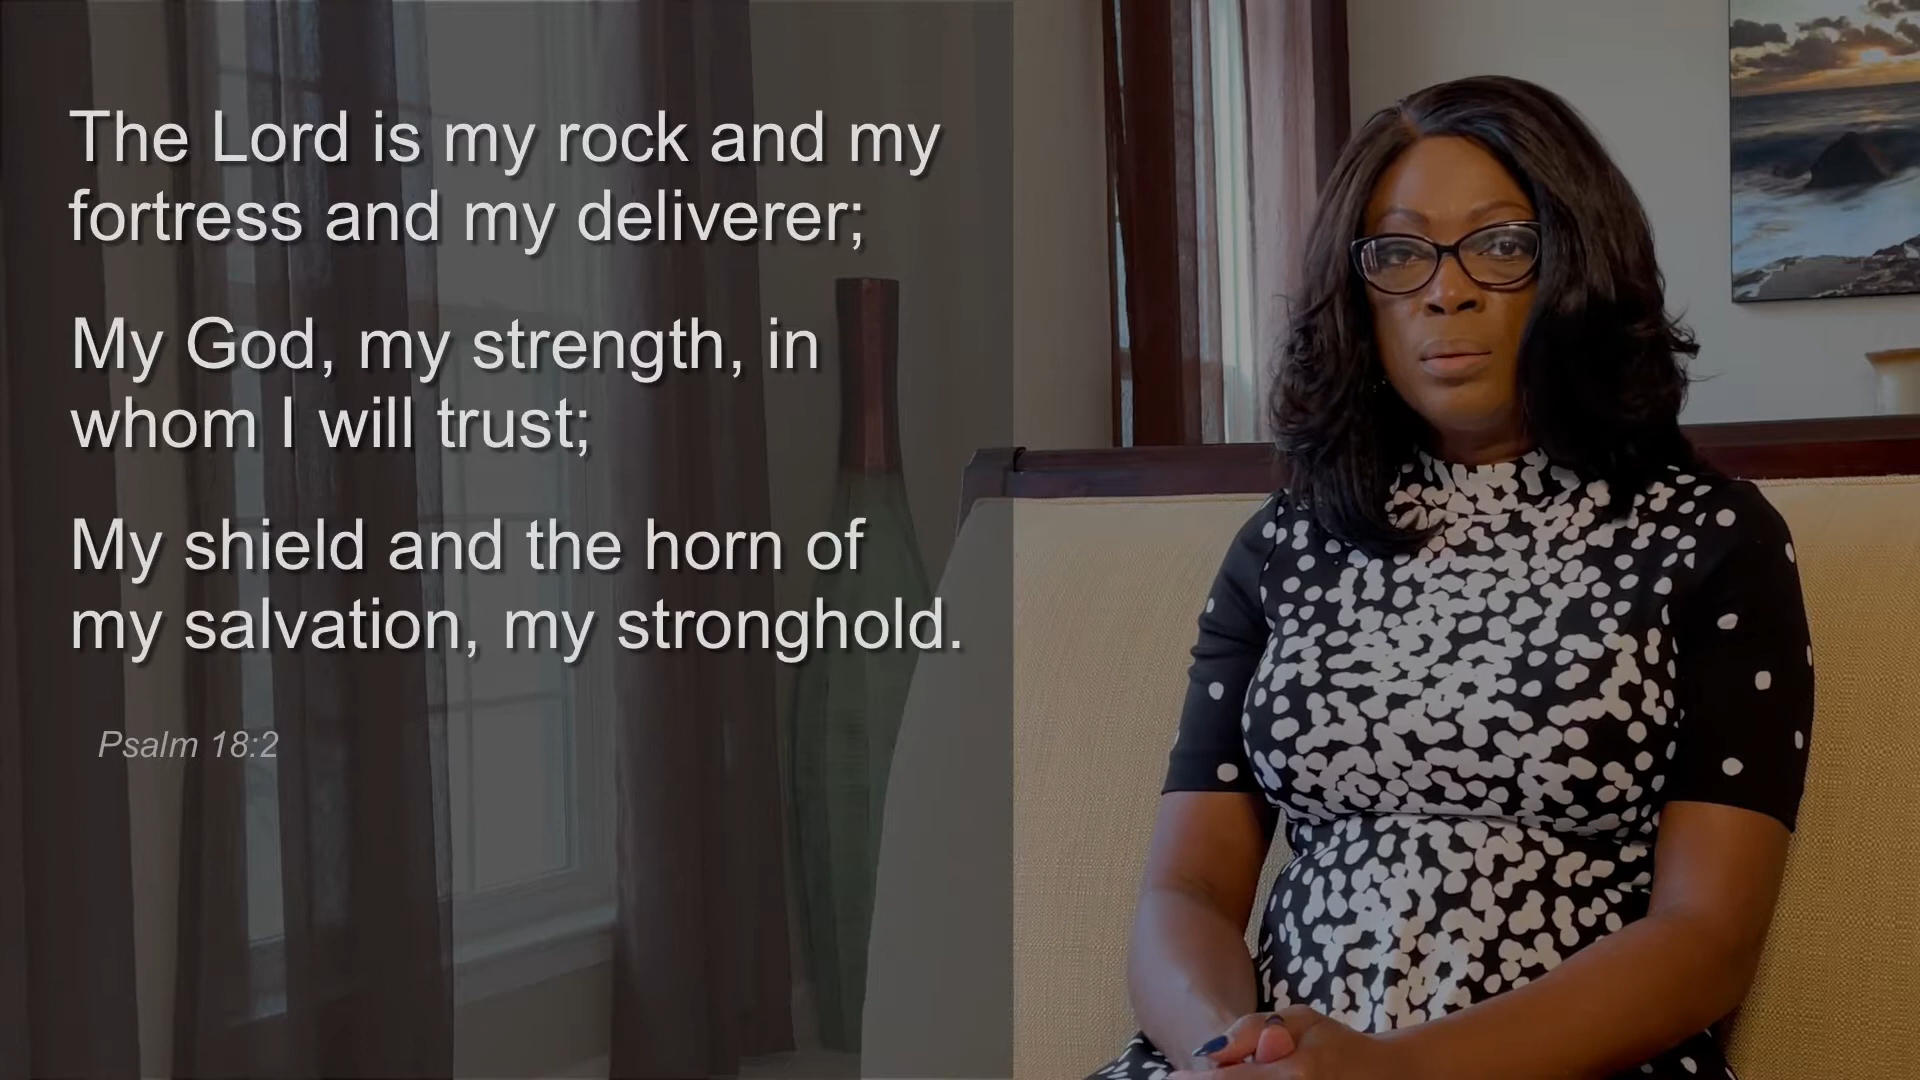 The Lord is my rock and my
fortress and my deliverer;
My God, my strength, in
whom I will trust;
My shield and the horn of
my salvation, my stronghold.
Psalm 18:2